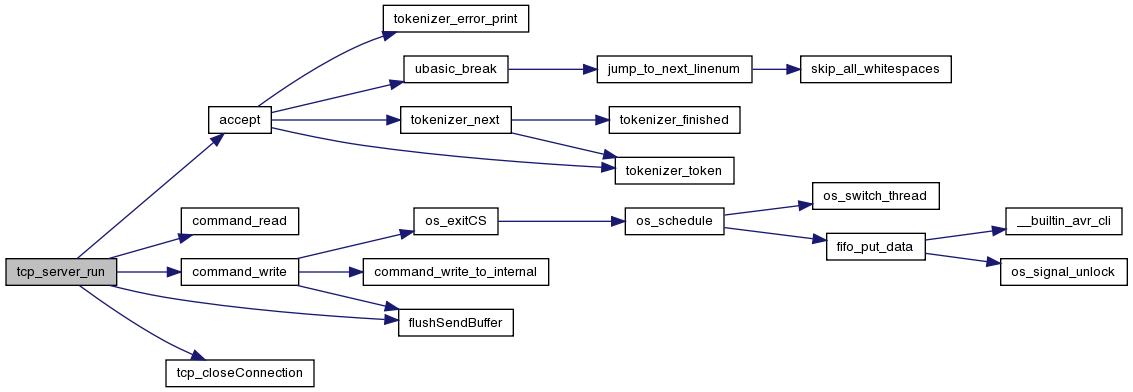 tokenizer_error_print
ubasic_break
jump_to_next_linenum
skip_all_whitespaces
accept
tokenizer_next
tokenizer_finished
tokenizer_token
os_switch_thread
command_read
os_exitCS
os_schedule
__builtin_avr_cli
fifo_put_data
tcp_server_run
command_write
command_write_to_internal
os_signal_unlock
flushSendBuffer
tcp_closeConnection